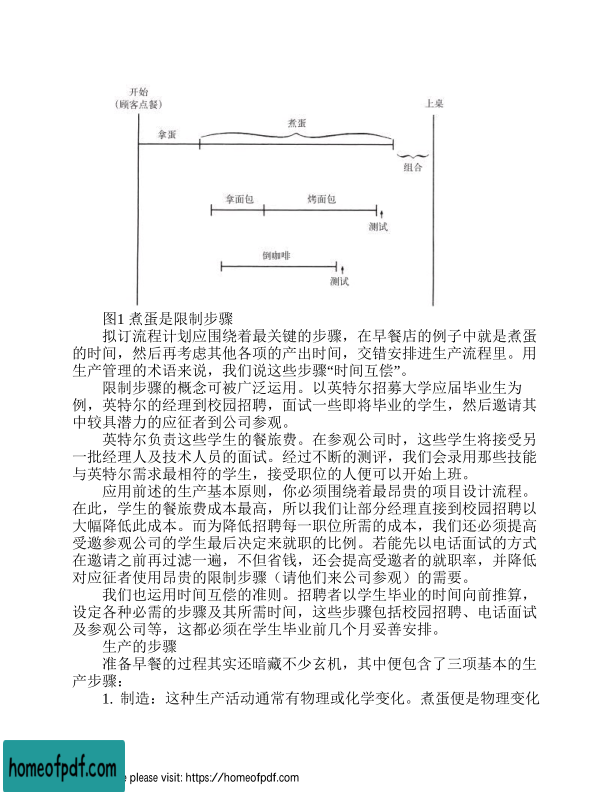 开始
(顾客点餐)
上桌
煮蛋
拿蛋
组合
拿面包
烤面包
测试
倒咖啡
测试
图1 煮蛋是限制步骤
拟订流程计划应围绕着最关键的步骤，在早餐店的例子中就是煮蛋
的时间，然后再考虑其他各项的产出时间，交错安排进生产流程里。用
生产管理的术语来说，我们说这些步骤“时间互偿”。
限制步骤的概念可被广泛运用。以英特尔招募大学应届毕业生为
例，英特尔的经理到校园招聘，面试一些即将毕业的学生，然后邀请其
中较具潜力的应征者到公司参观。
英特尔负责这些学生的餐旅费。在参观公司时，这些学生将接受另
一批经理人及技术人员的面试。经过不断的测评，我们会录用那些技能
与英特尔需求最相符的学生，接受职位的人便可以开始上班。
应用前述的生产基本原则，你必须围绕着最昂贵的项目设计流程。
在此，学生的餐旅费成本最高，所以我们让部分经理直接到校园招聘以
大幅降低此成本。而为降低招聘每一职位所需的成本，我们还必须提高
受邀参观公司的学生最后决定来就职的比例。若能先以电话面试的方式
在邀请之前再过滤一遍，不但省钱，还会提高受邀者的就职率，并降低
对应征者使用昂贵的限制步骤（请他们来公司参观）的需要。
我们也运用时间互偿的准则。招聘者以学生毕业的时间向前推算，
设定各种必需的步骤及其所需时间，这些步骤包括校园招聘、电话面试
及参观公司等，这都必须在学生毕业前几个月妥善安排。
生产的步骤
准备早餐的过程其实还暗藏不少玄机，其中便包含了三项基本的生
产步骤：
1. 制造：这种生产活动通常有物理或化学变化。煮蛋便是物理变化
homeofpdf.com
please visit: https://homeofpdf.com